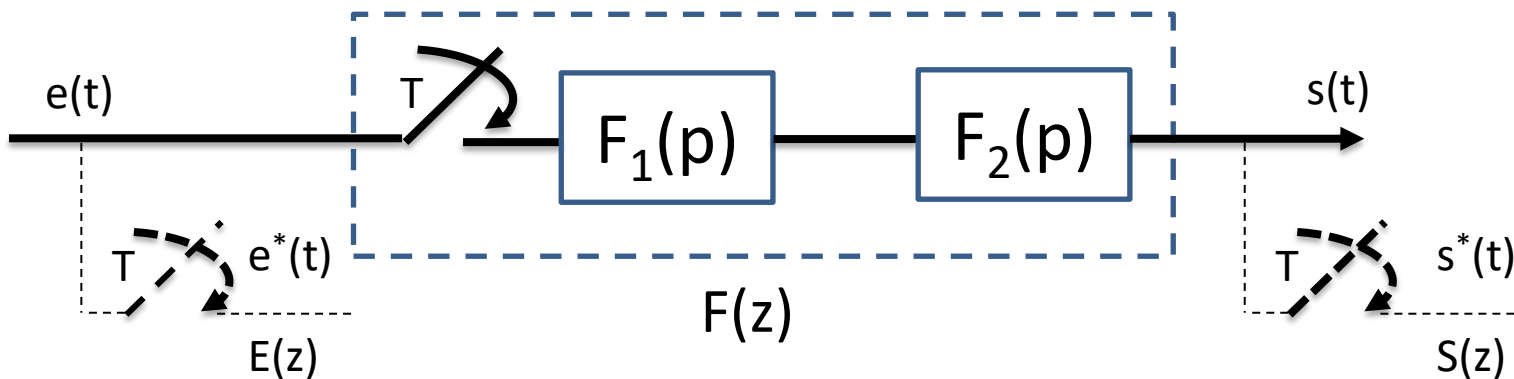 e(t)
T
F₁(p)
F₂(p)
s(t)
T
e*(t)
E(z)
F(z)
T
s*(t)
S(z)